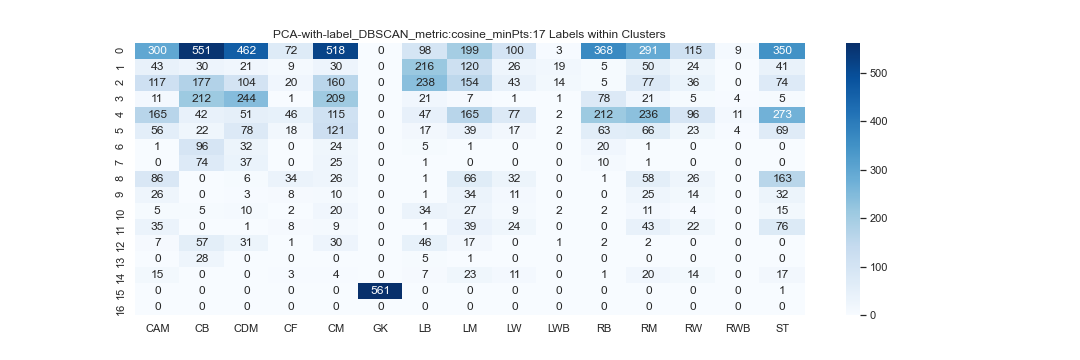 PCA-with-label_DBSCAN_metric:cosine_minPts:17 Labels within Clusters
0 300 551 462 72 518 0 98 199 100 3 368 291 115 9 350
1 43 30 21 9 30 0 216 120 26 19 5 50 24 0 41
2 117 177 104 20 160 0 238 154 43 14 5 77 36 0 74
3 11 212 244 1 209 0 21 7 1 1 78 21 5 4 5
4 165 42 51 46 115 0 47 165 47 2 212 236 96 11 273
5 56 22 78 18 121 0 17 39 17 2 63 66 23 4 69
6 1 96 32 0 24 0 5 1 0 0 20 1 0 0 0
7 0 74 37 0 25 0 1 0 0 0 10 1 0 0 0
8 86 0 6 34 26 0 1 66 32 0 1 58 26 0 163
9 26 0 3 8 10 0 1 34 11 0 0 25 14 0 32
10 5 5 10 2 20 0 34 27 9 2 2 11 4 0 15
11 35 0 1 8 9 0 1 39 24 0 0 43 22 0 76
12 7 57 31 1 30 0 46 17 0 1 2 2 0 0 0
13 0 28 0 0 0 0 5 1 0 0 0 0 0 0 0
14 15 0 0 3 4 0 7 23 11 0 1 20 14 0 17
15 0 0 0 0 0 561 0 0 0 0 0 0 0 0 1
16 0 0 0 0 0 0 0 0 0 0 0 0 0 0 0
CAM CB CDM CF CM GK LB LM LW LWB RB RM RW RWB ST
500
400
300
200
100
0